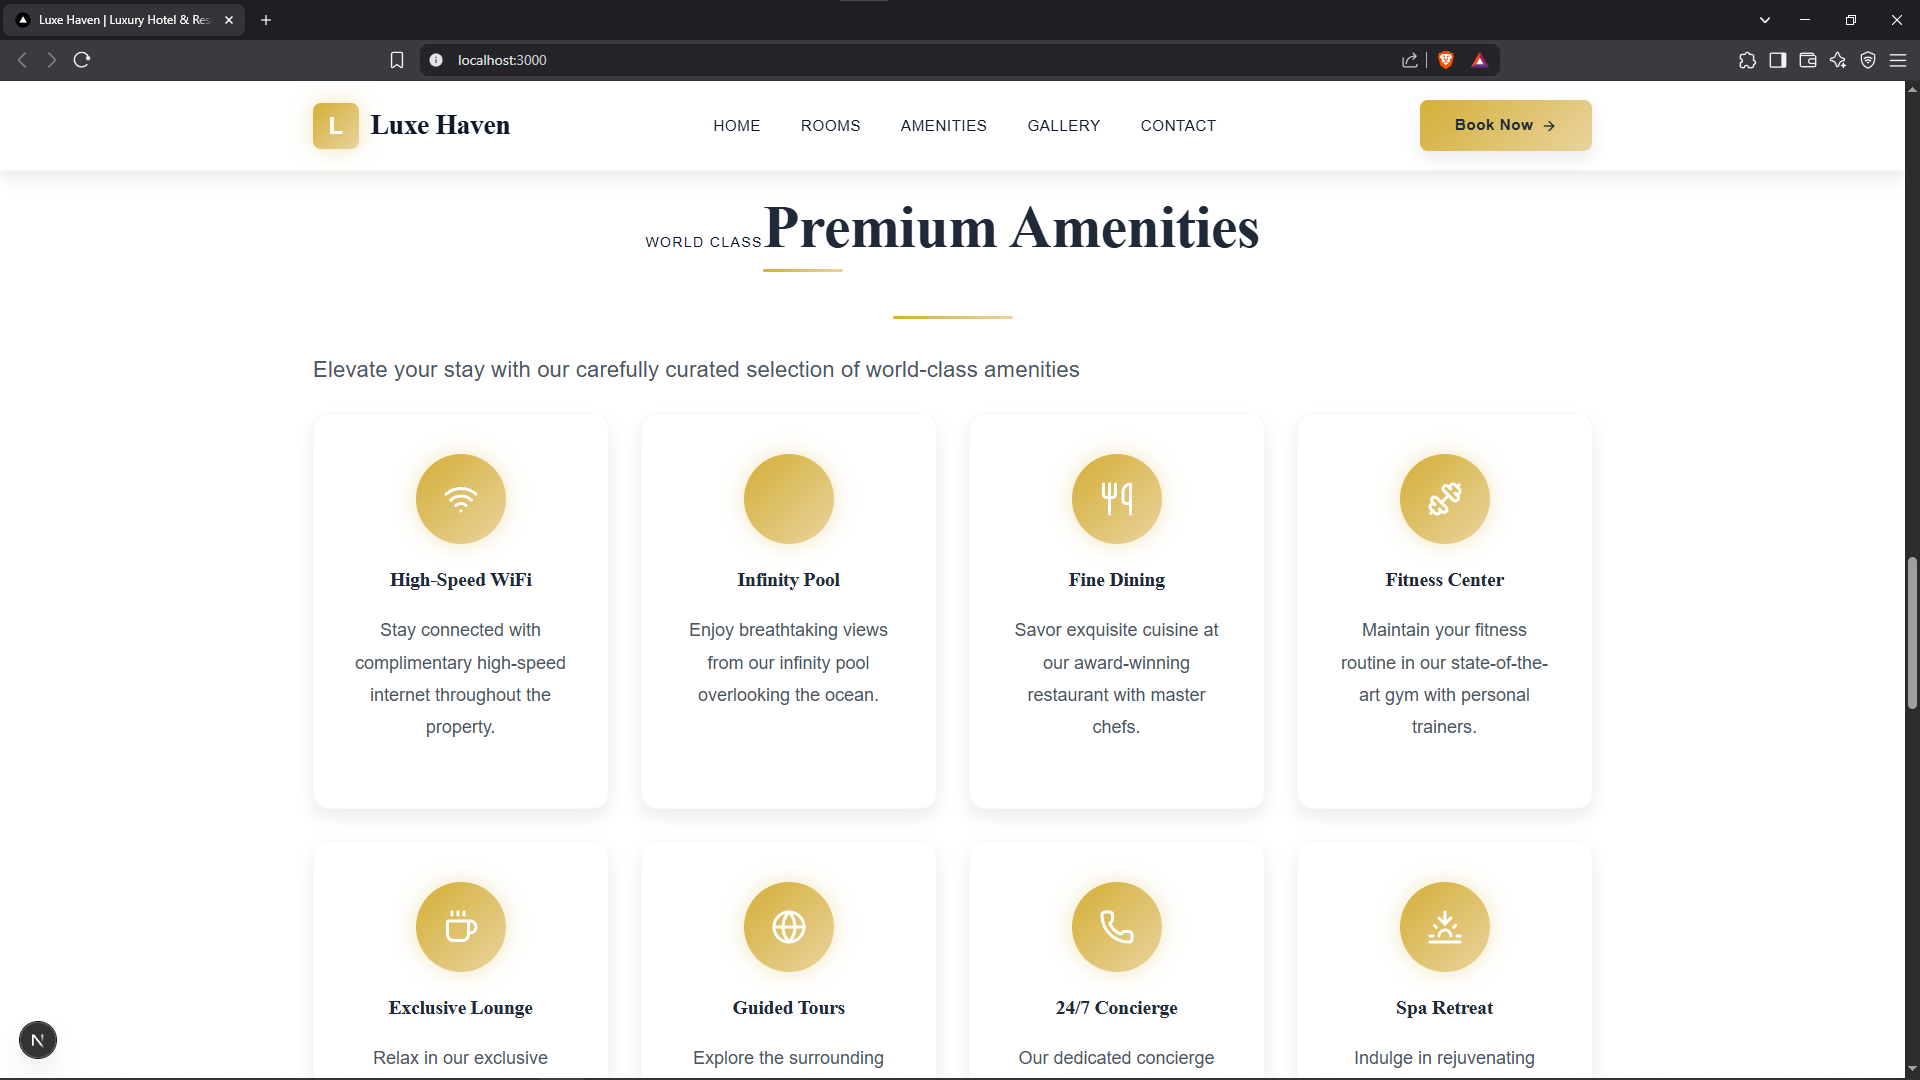 Luxe Haven | Luxury Hotel & Res
localhost:3000
L
Luxe Haven
HOME
ROOMS
AMENITIES
GALLERY
CONTACT
Book Now →
WORLD CLASS
Premium Amenities
Elevate your stay with our carefully curated selection of world-class amenities
High-Speed WiFi
Stay connected with
complimentary high-speed
internet throughout the
property.
Infinity Pool
Enjoy breathtaking views
from our infinity pool
overlooking the ocean.
Fine Dining
Savor exquisite cuisine at
our award-winning
restaurant with master
chefs.
Fitness Center
Maintain your fitness
routine in our state-of-the-
art gym with personal
trainers.
Exclusive Lounge
Relax in our exclusive
Guided Tours
Explore the surrounding
24/7 Concierge
Our dedicated concierge
Spa Retreat
Indulge in rejuvenating
N